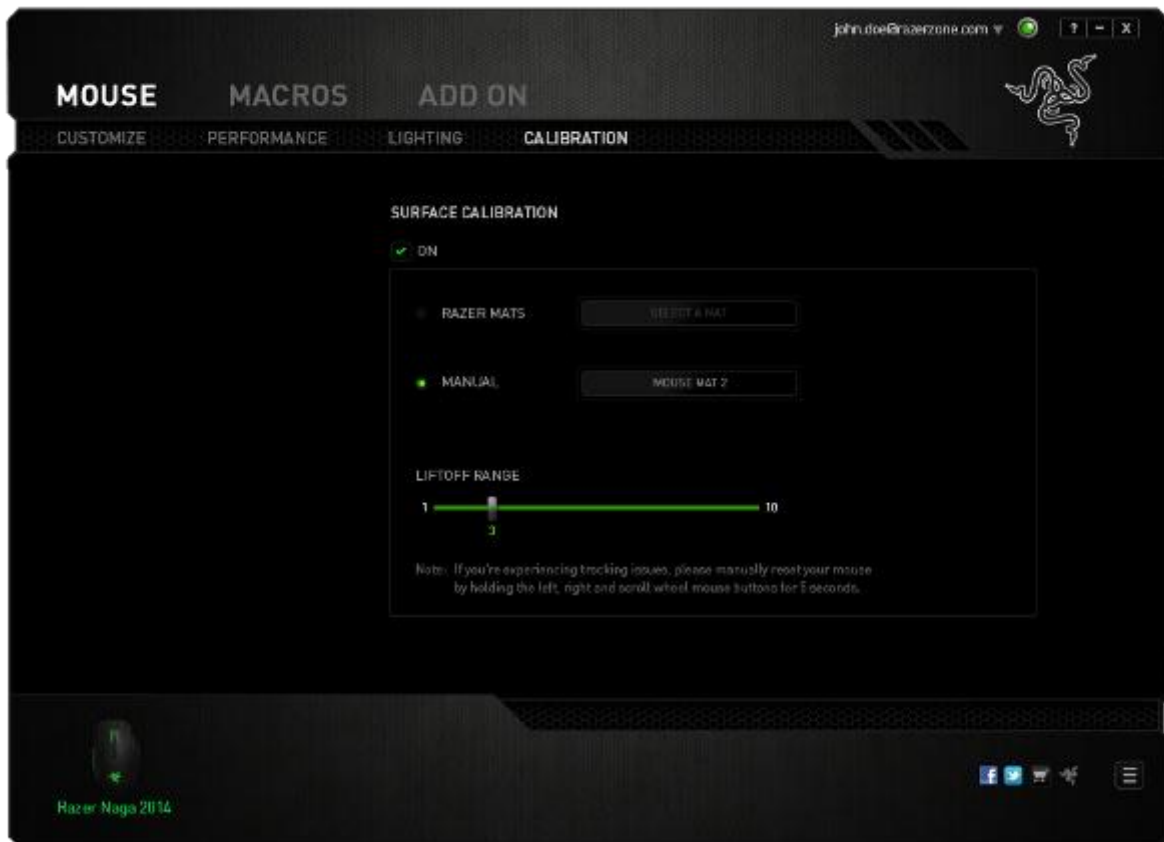 john.doe@razerzone.com
? - X
MOUSE MACROS ADD ON
CUSTOMIZE PERFORMANCE LIGHTING CALIBRATION
SURFACE CALIBRATION
ON
RAZER MATS SELECT A MAT
MANUAL MOUSE MAT 2
LIFTOFF RANGE
1 10
3
Note: If you're experiencing tracking issues, please manually reset your mouse
by holding the left, right and scroll wheel mouse buttons for 5 seconds.
Razer Naga 2014